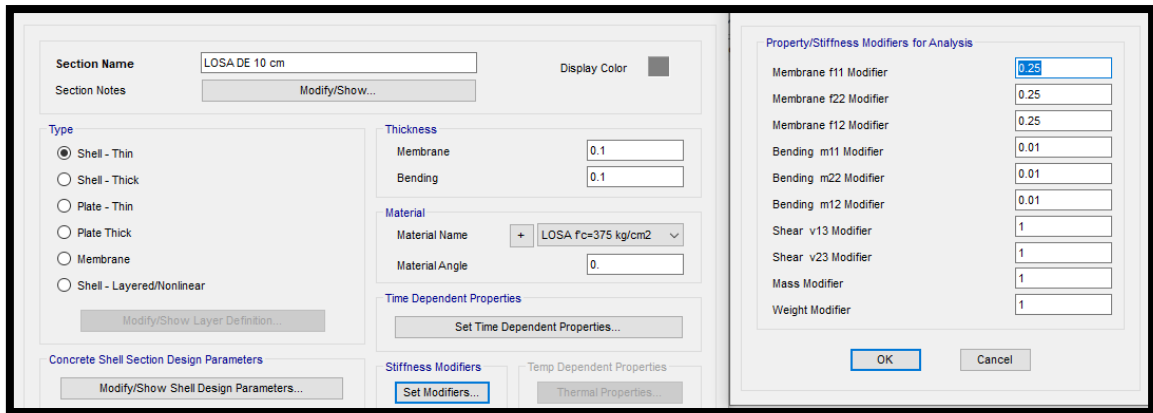 Section Name LOSA DE 10 cm Display Color
Section Notes Modify/Show...
Type
Shell - Thin
Shell - Thick
Plate - Thin
Plate Thick
Membrane
Shell - Layered/Nonlinear
Modify/Show Layer Definition...
Concrete Shell Section Design Parameters
Modify/Show Shell Design Parameters...
Thickness
Membrane 0.1
Bending 0.1
Material
Material Name + LOSA f'c=375 kg/cm2
Material Angle 0.
Time Dependent Properties
Set Time Dependent Properties...
Stiffness Modifiers
Set Modifiers...
Temp Dependent Properties
Thermal Properties...
Property/Stiffness Modifiers for Analysis
Membrane f11 Modifier 0.25
Membrane f22 Modifier 0.25
Membrane f12 Modifier 0.25
Bending m11 Modifier 0.01
Bending m22 Modifier 0.01
Bending m12 Modifier 0.01
Shear v13 Modifier 1
Shear v23 Modifier 1
Mass Modifier 1
Weight Modifier 1
OK Cancel